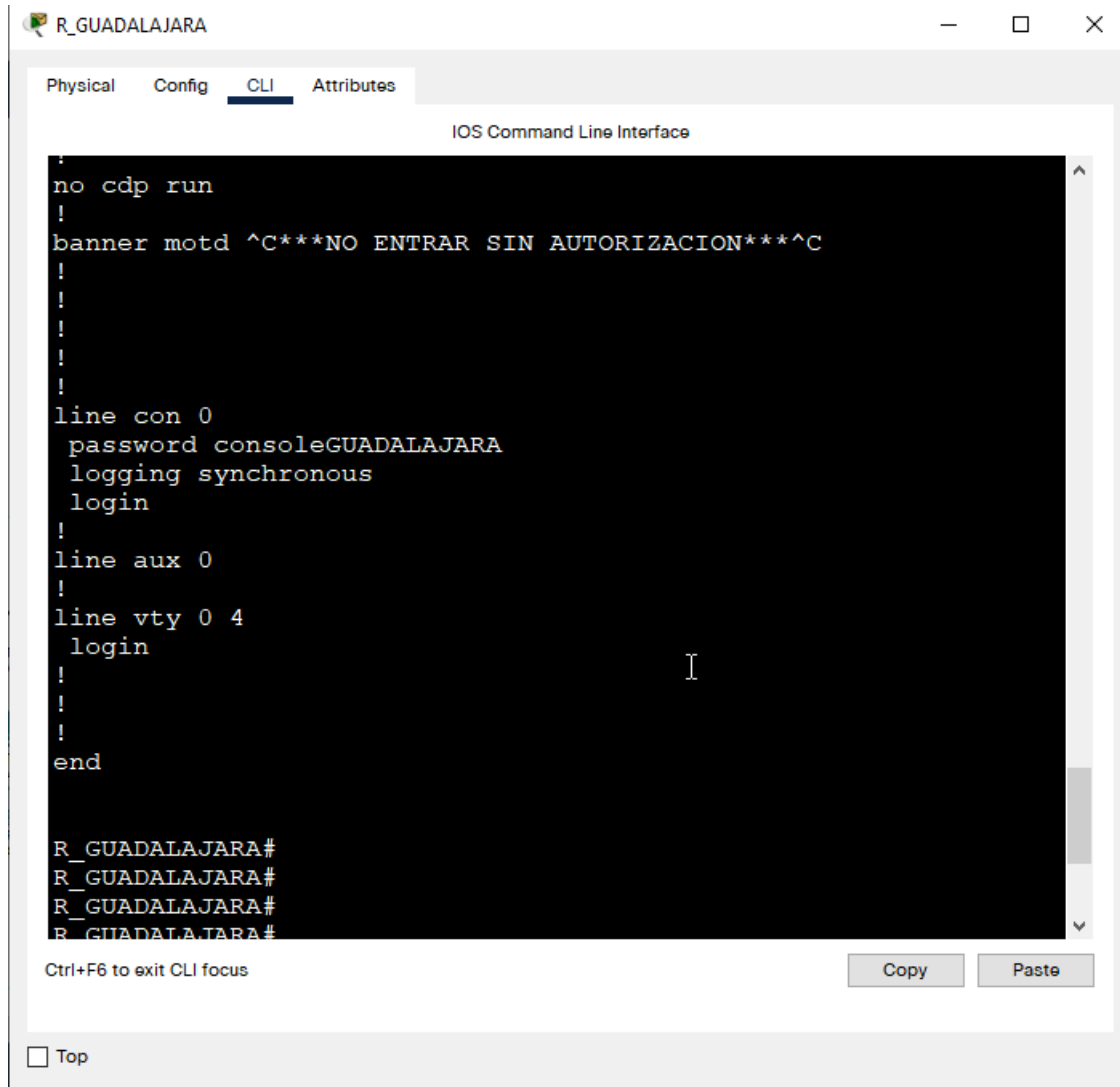 R_GUADALAJARA
Physical Config CLI Attributes
IOS Command Line Interface
!
no cdp run
!
banner motd ^C***NO ENTRAR SIN AUTORIZACION***^C
!
!
!
!
!
line con 0
password consoleGUADALAJARA
logging synchronous
login
!
line aux 0
!
line vty 0 4
login
!
!
!
end
R_GUADALAJARA#
R_GUADALAJARA#
R_GUADALAJARA#
R_GUADALAJARA#
Ctrl+F6 to exit CLI focus
Copy Paste
Top